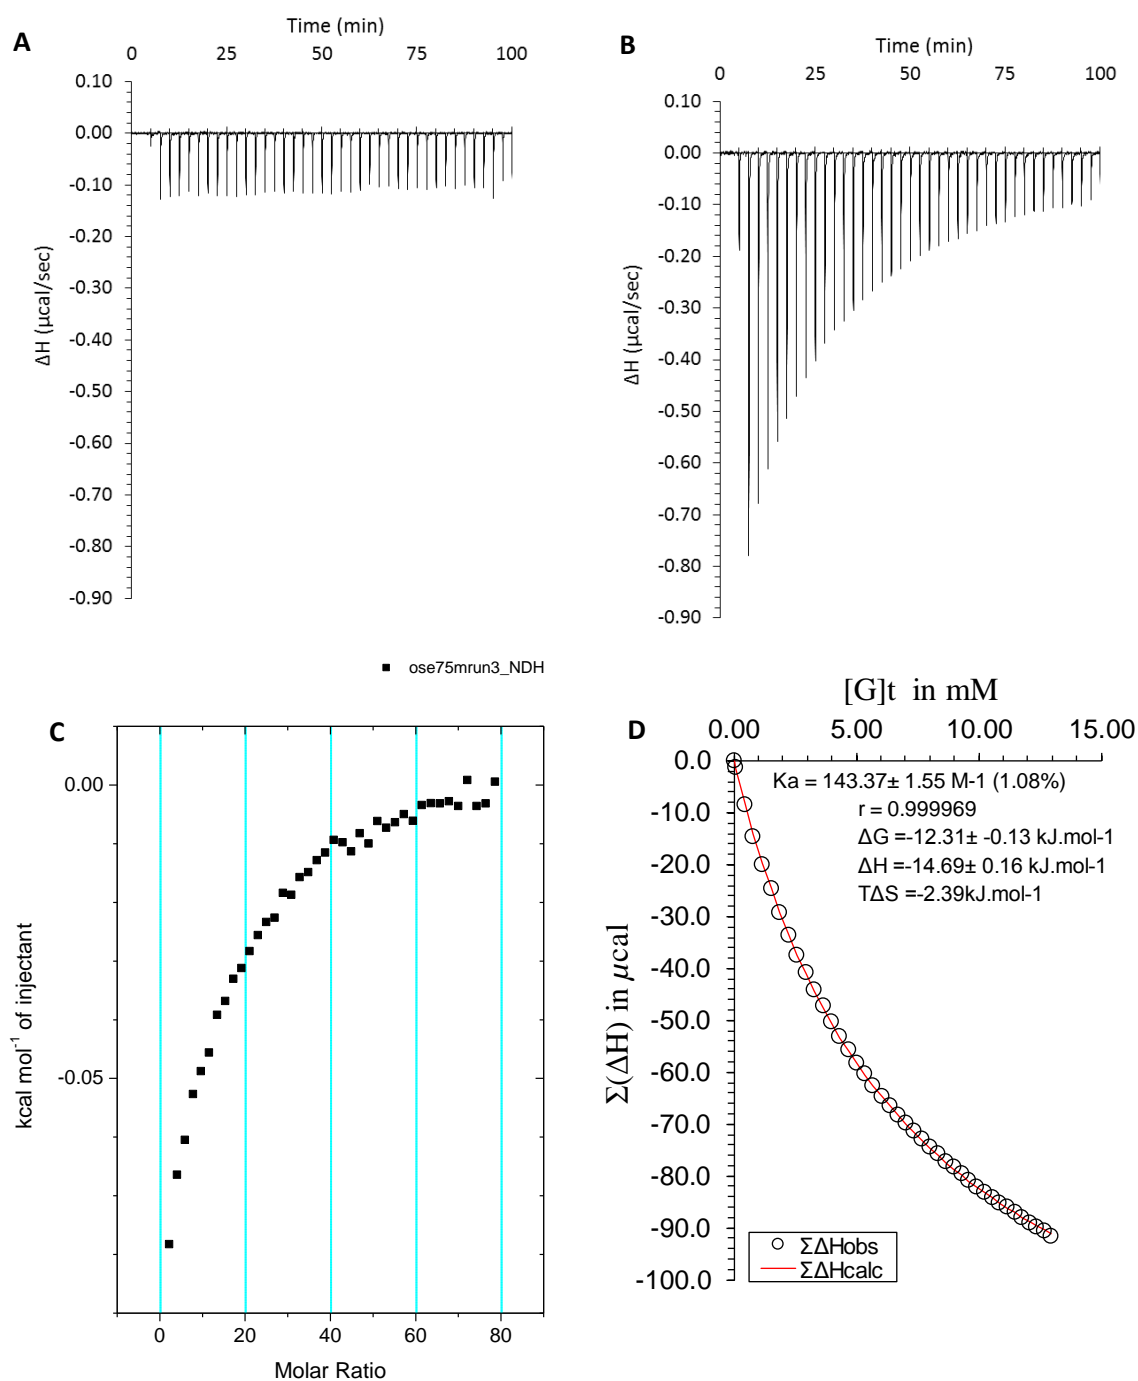 A
Time (min)
0 25 50 75 100
0.10
0.00
-0.10
-0.20
-0.30
-0.40
-0.50
-0.60
-0.70
-0.80
-0.90
ΔH (µcal/sec)
B
Time (min)
0 25 50 75 100
0.10
0.00
-0.10
-0.20
-0.30
-0.40
-0.50
-0.60
-0.70
-0.80
-0.90
ΔH (µcal/sec)
ose75mrun3_NDH
C
0.00
-0.05
kcal mol⁻¹ of injectant
0 20 40 60 80
Molar Ratio
[G]t in mM
D
0.00 5.00 10.00 15.00
0.0
-10.0
-20.0
-30.0
-40.0
-50.0
-60.0
-70.0
-80.0
-90.0
-100.0
Σ(ΔH) in µcal
Ka = 143.37± 1.55 M-1 (1.08%)
r = 0.999969
ΔG =-12.31± -0.13 kJ.mol-1
ΔH =-14.69± 0.16 kJ.mol-1
TΔS =-2.39kJ.mol-1
ΣΔHobs
ΣΔHcalc